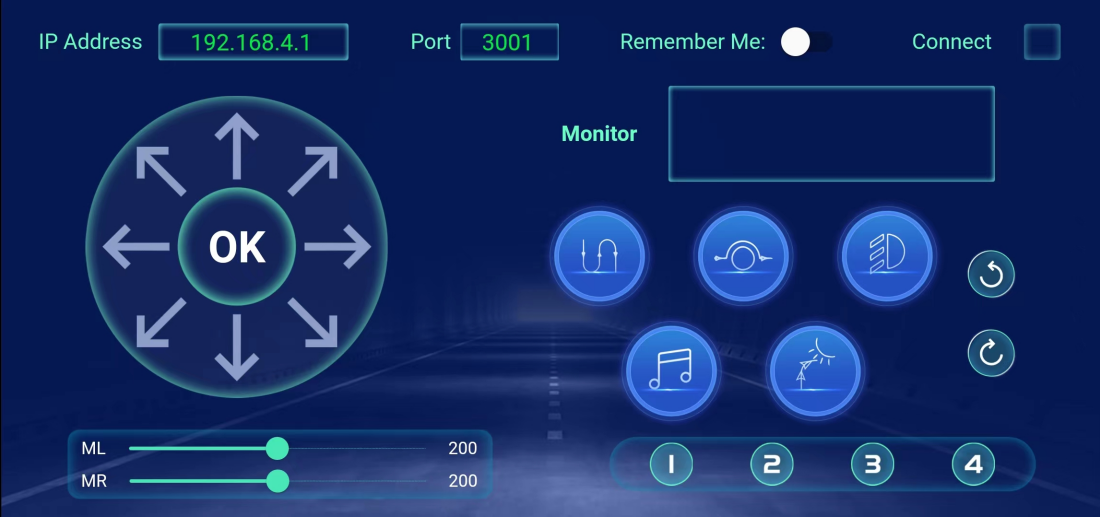 IP Address 192.168.4.1 Port 3001 Remember Me: Connect
Monitor
OK
ML 200
MR 200
1 2 3 4